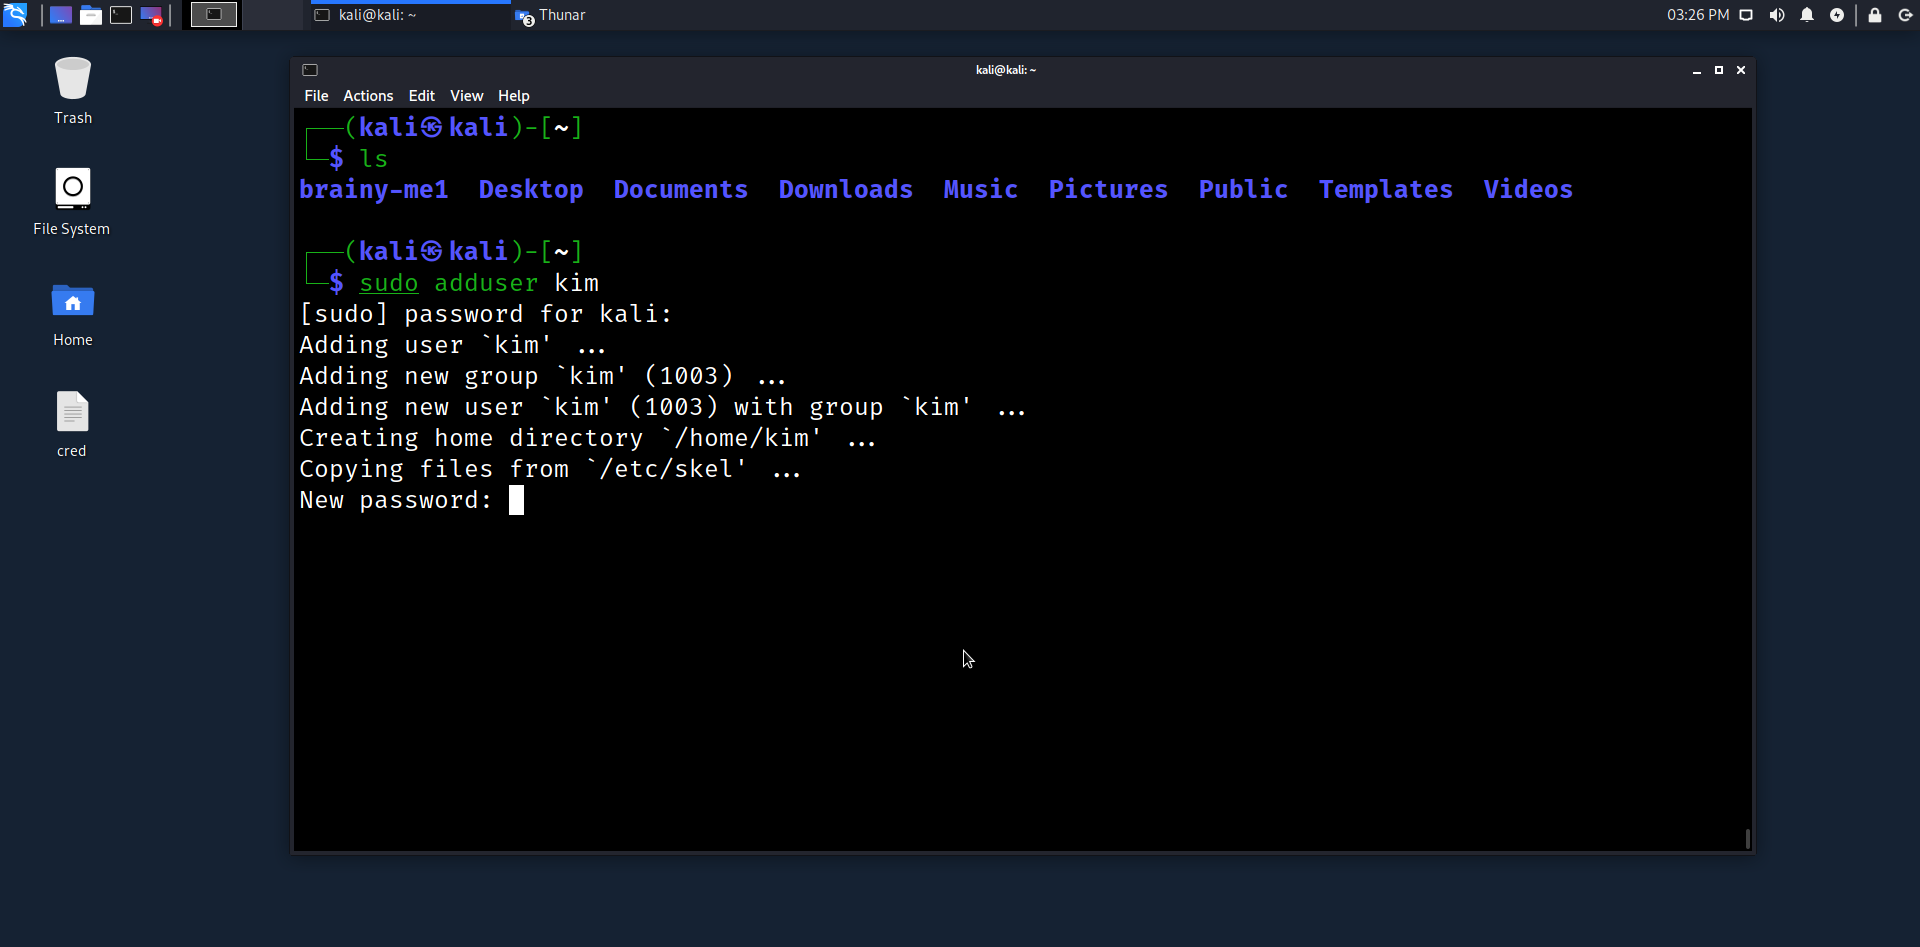 kali@kali: ~
3
Thunar
03:26 PM
Trash
File System
Home
cred
kali@kali: ~
File Actions Edit View Help
┌──(kali㉿kali)-[~]
└─$ ls
brainy-me1 Desktop Documents Downloads Music Pictures Public Templates Videos
┌──(kali㉿kali)-[~]
└─$ sudo adduser kim
[sudo] password for kali:
Adding user `kim' ...
Adding new group `kim' (1003) ...
Adding new user `kim' (1003) with group `kim' ...
Creating home directory `/home/kim' ...
Copying files from `/etc/skel' ...
New password: